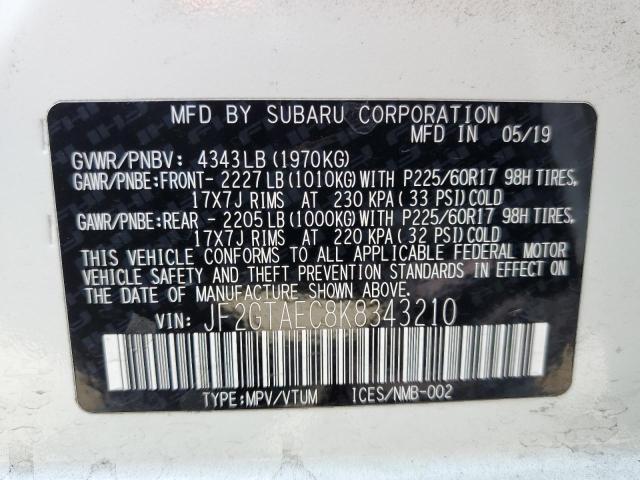 MFD BY SUBARU CORPORATION
MFD IN 05/19
GVWR/PNBV: 4343LB (1970KG)
GAWR/PNBE:FRONT- 2227LB (1010KG) WITH P225/60R17 98H TIRES,
17X7J RIMS AT 230 KPA (33 PSI) COLD
GAWR/PNBE:REAR - 2205LB (1000KG) WITH P225/60R17 98H TIRES,
17X7J RIMS AT 220 KPA (32 PSI) COLD
THIS VEHICLE CONFORMS TO ALL APPLICABLE FEDERAL MOTOR
VEHICLE SAFETY AND THEFT PREVENTION STANDARDS IN EFFECT ON
THE DATE OF MANUFACTURE SHOWN ABOVE.
VIN: JF2GTAEC8K8343210
TYPE:MPV/VTUM ICES/NMB-002